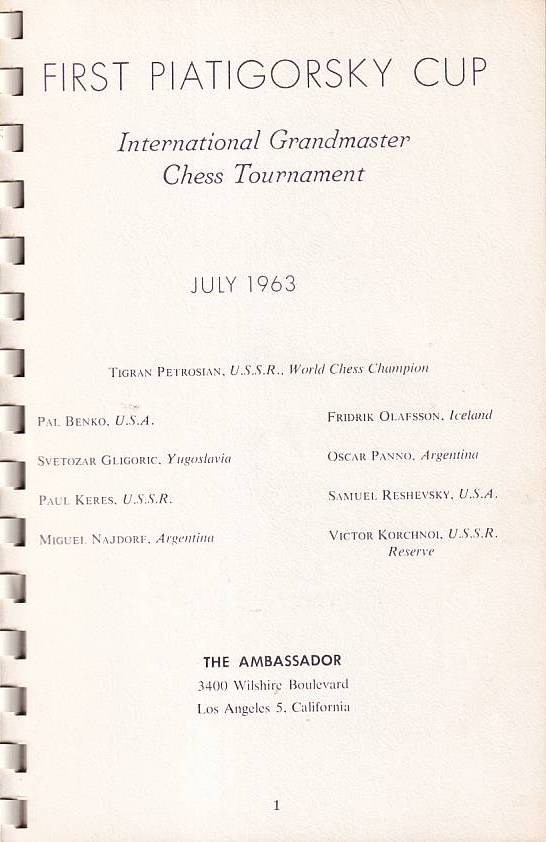 FIRST PIATIGORSKY CUP
International Grandmaster
Chess Tournament
JULY 1963
TIGRAN PETROSIAN, U.S.S.R., World Chess Champion
PAL BENKO, U.S.A.
SVETOZAR GLIGORIC, Yugoslavia
PAUL KERES, U.S.S.R.
MIGUEL NAJDORF, Argentina
FRIDRIK OLAFSSON, Iceland
OSCAR PANNO, Argentina
SAMUEL RESHEVSKY, U.S.A.
VICTOR KORCHNOI, U.S.S.R.
Reserve
THE AMBASSADOR
3400 Wilshire Boulevard
Los Angeles 5, California
1